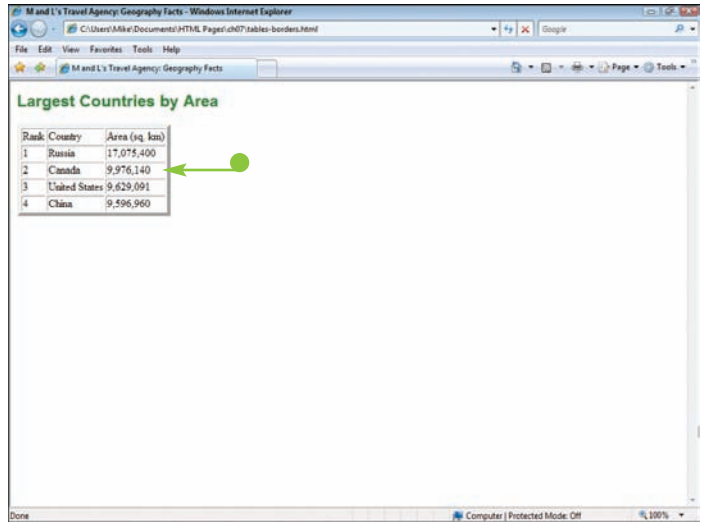 M and L's Travel Agency: Geography Facts - Windows Internet Explorer
C:\Users\Mike\Documents\HTML Pages\ch07\tables-borders.html
Google
File Edit View Favorites Tools Help
M and L's Travel Agency: Geography Facts
Page Tools
Largest Countries by Area
Rank Country Area (sq. km)
1 Russia 17,075,400
2 Canada 9,976,140
3 United States 9,629,091
4 China 9,596,960
Done
Computer | Protected Mode: Off
100%